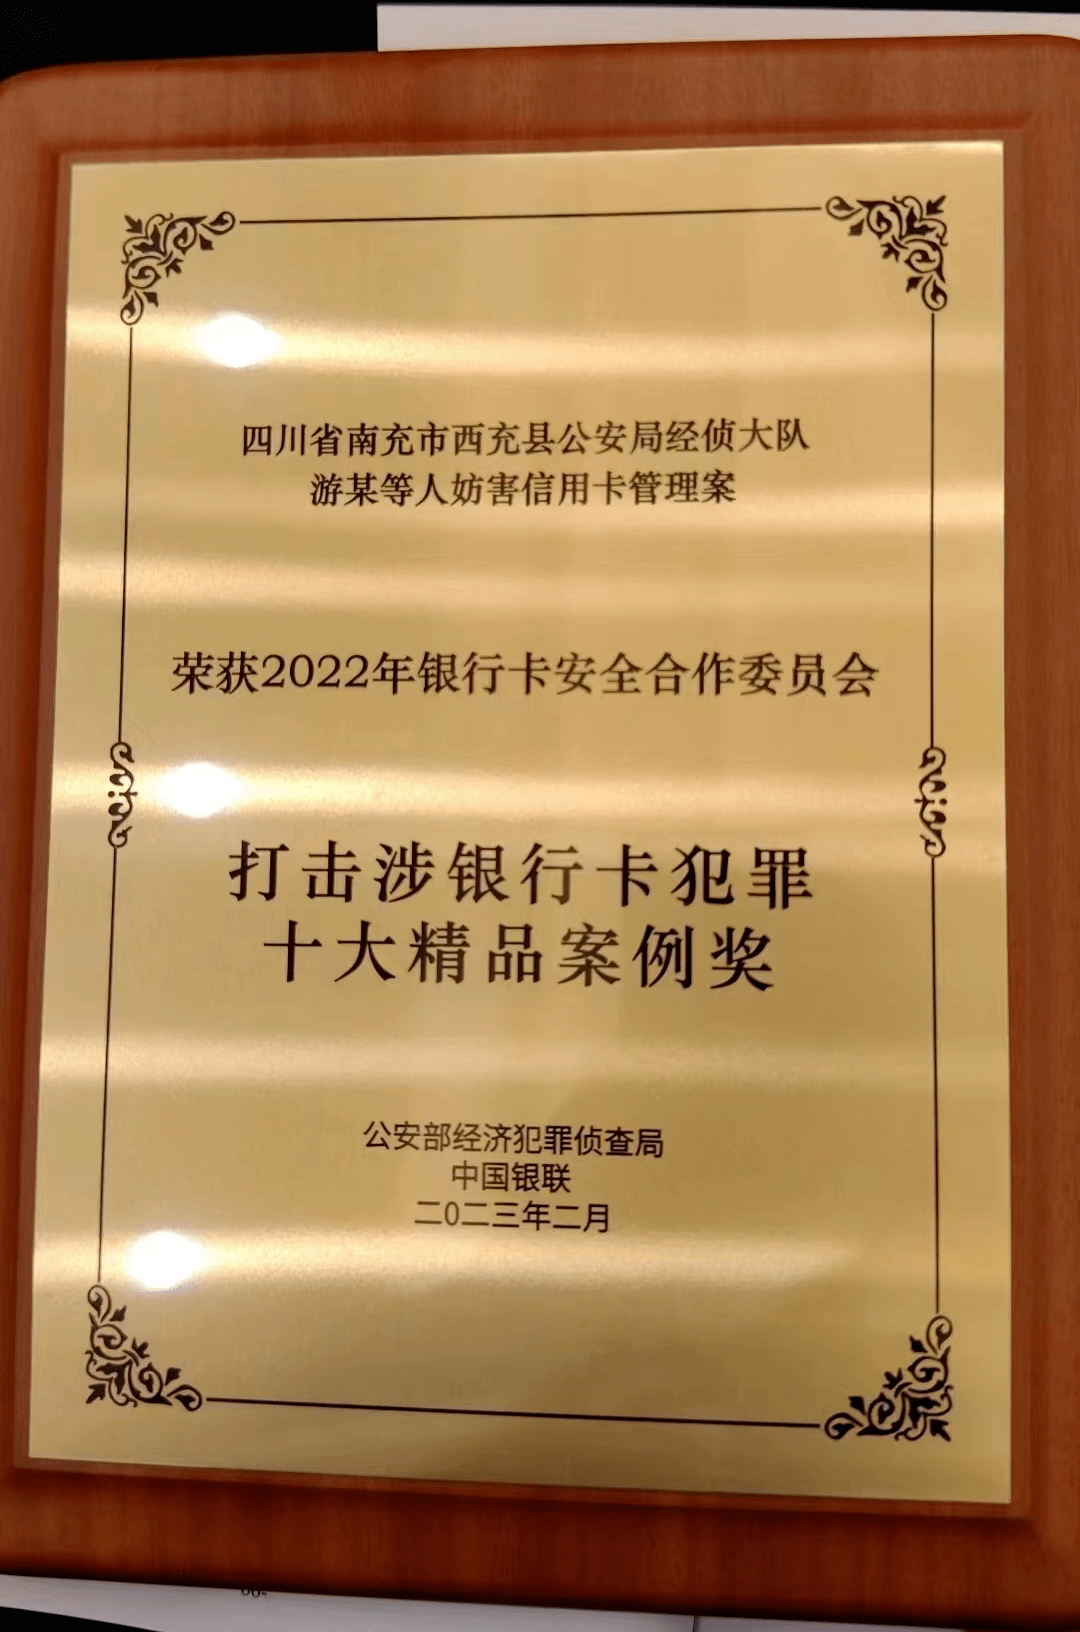 四川省南充市西充县公安局经侦大队
游某等人妨害信用卡管理案
荣获2022年银行卡安全合作委员会
打击涉银行卡犯罪
十大精品案例奖
公安部经济犯罪侦查局
中国银联
二0二三年二月